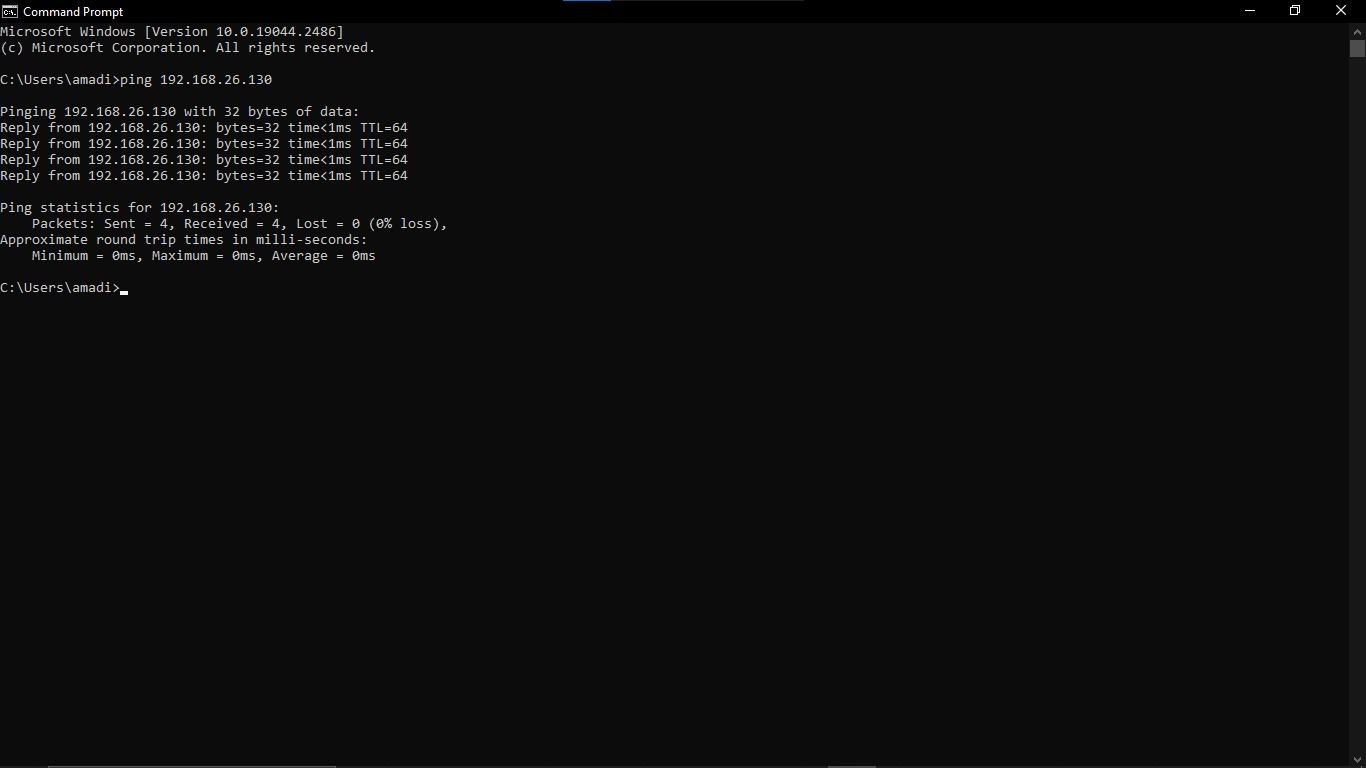 Command Prompt
Microsoft Windows [Version 10.0.19044.2486]
(c) Microsoft Corporation. All rights reserved.
C:\Users\amadi>ping 192.168.26.130
Pinging 192.168.26.130 with 32 bytes of data:
Reply from 192.168.26.130: bytes=32 time<1ms TTL=64
Reply from 192.168.26.130: bytes=32 time<1ms TTL=64
Reply from 192.168.26.130: bytes=32 time<1ms TTL=64
Reply from 192.168.26.130: bytes=32 time<1ms TTL=64
Ping statistics for 192.168.26.130:
    Packets: Sent = 4, Received = 4, Lost = 0 (0% loss),
Approximate round trip times in milli-seconds:
    Minimum = 0ms, Maximum = 0ms, Average = 0ms
C:\Users\amadi>